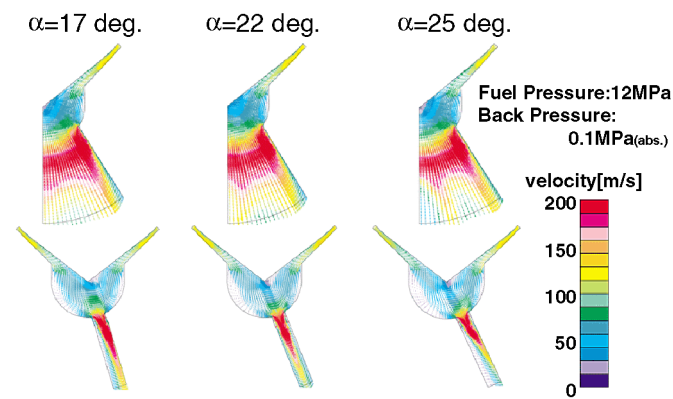 α=17 deg. α=22 deg. α=25 deg.
Fuel Pressure:12MPa
Back Pressure:
0.1MPa(abs.)
velocity[m/s]
200
150
100
50
0